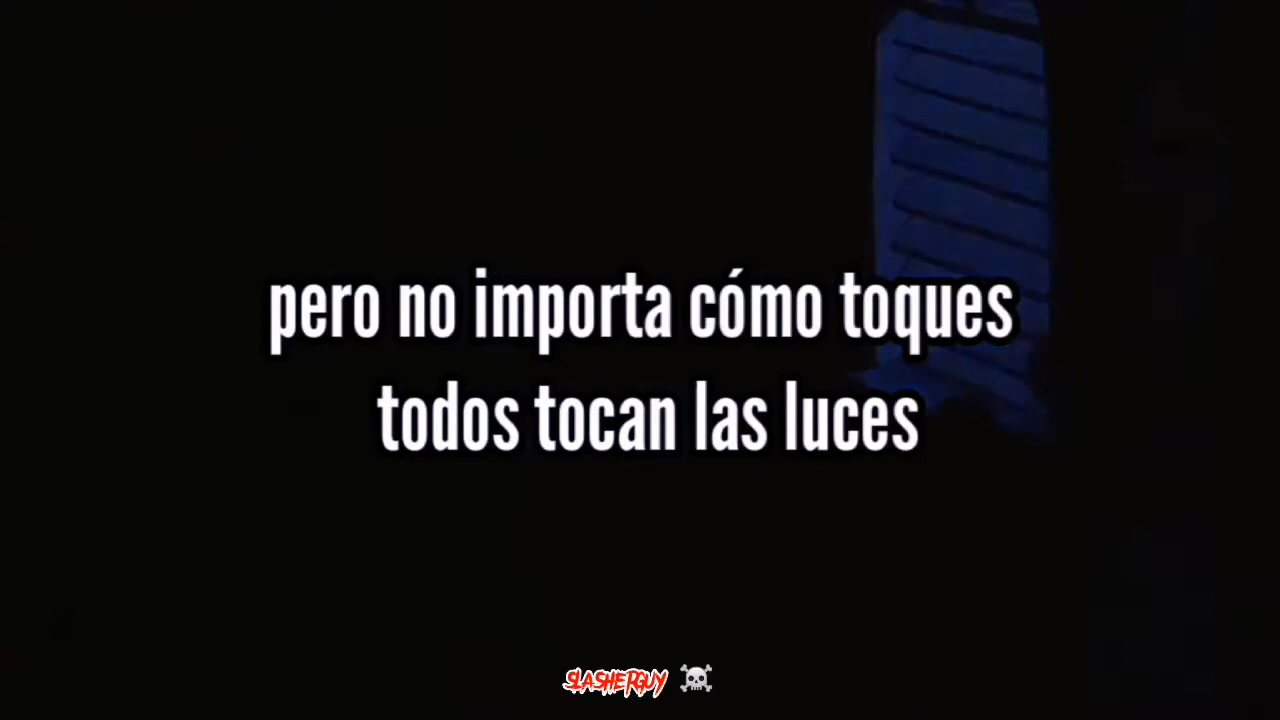 pero no importa cómo toques
todos tocan las luces
SLASHERGUY ☠